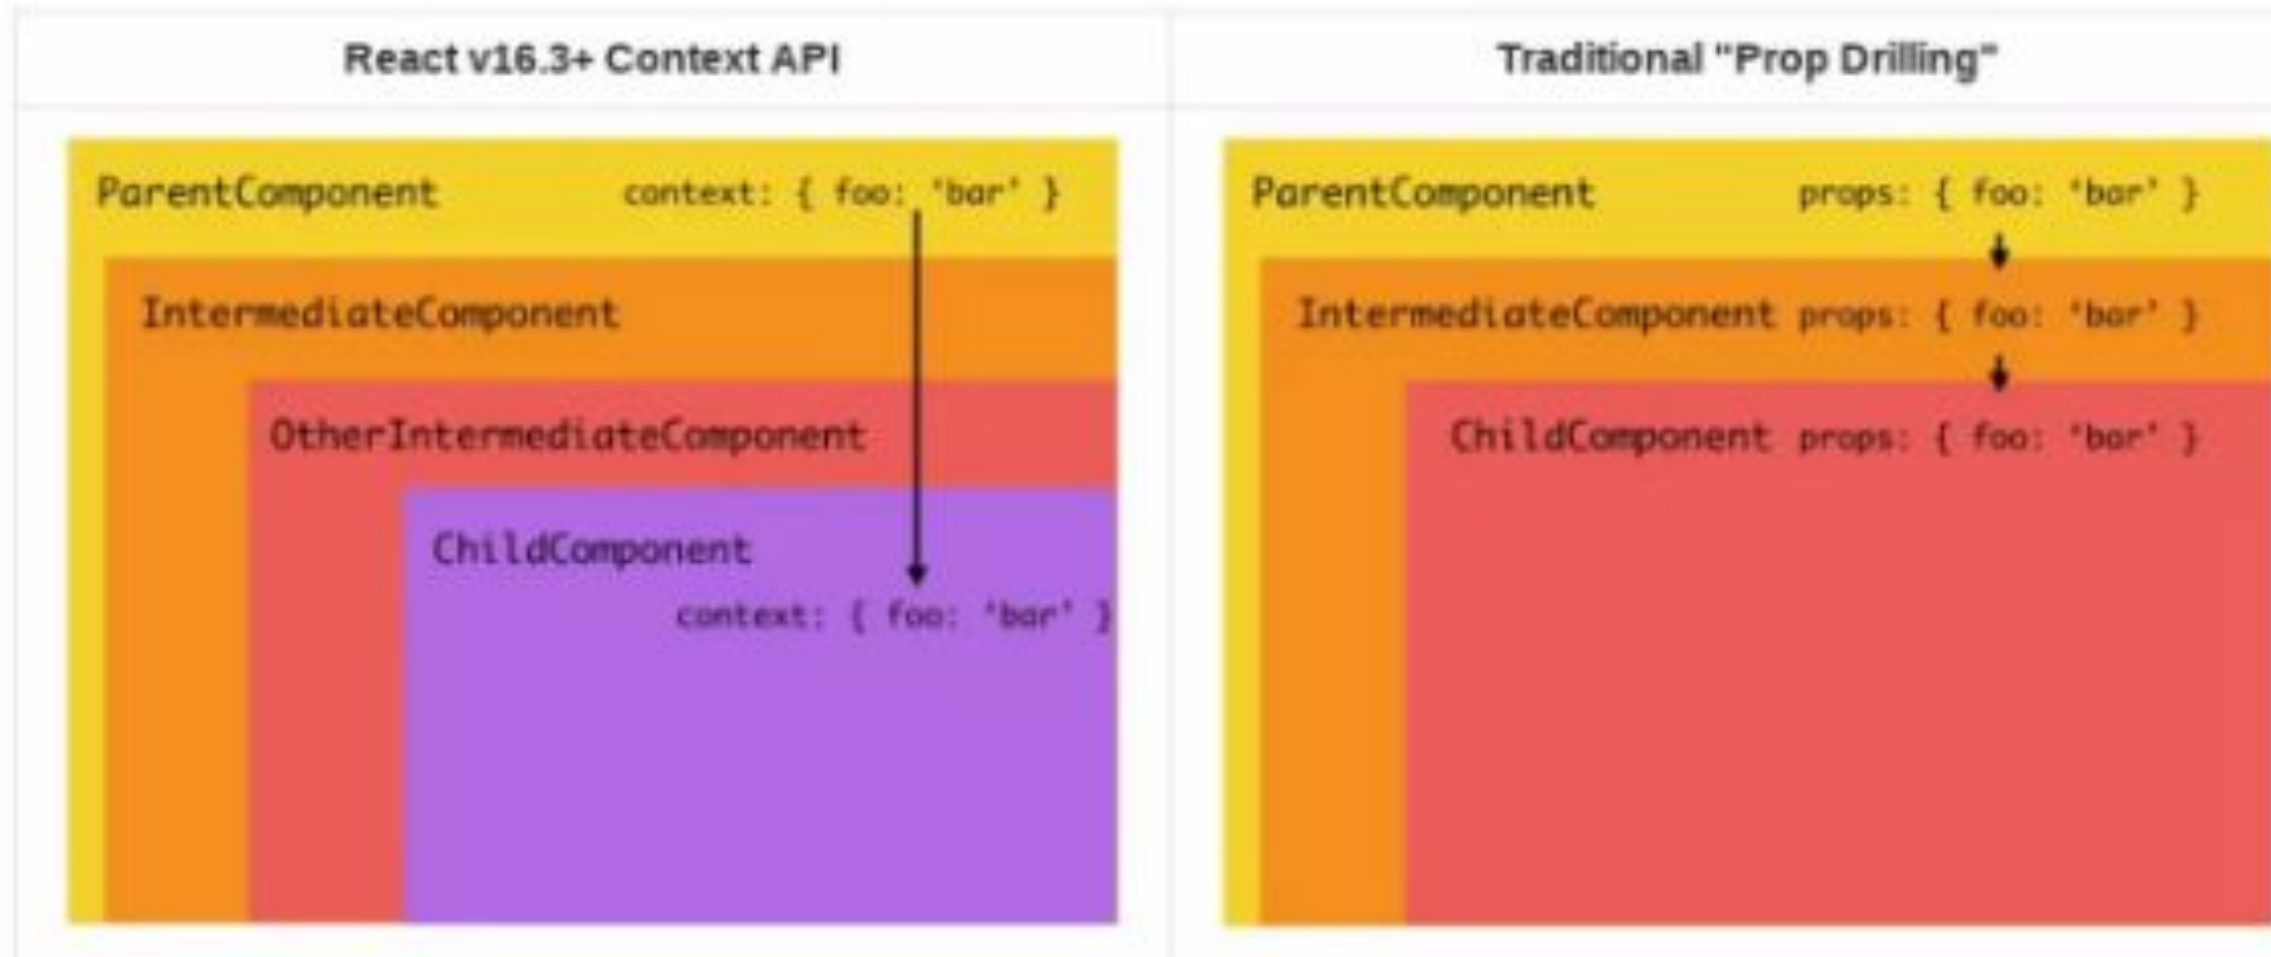 React v16.3+ Context API
Traditional "Prop Drilling"
ParentComponent context: { foo: 'bar' }
IntermediateComponent
OtherIntermediateComponent
ChildComponent
context: { foo: 'bar' }
ParentComponent props: { foo: 'bar' }
IntermediateComponent props: { foo: 'bar' }
ChildComponent props: { foo: 'bar' }